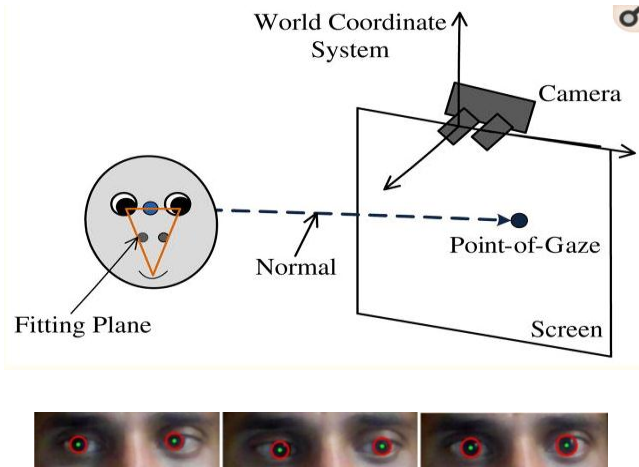 World Coordinate
System
Camera
Point-of-Gaze
Normal
Fitting Plane
Screen